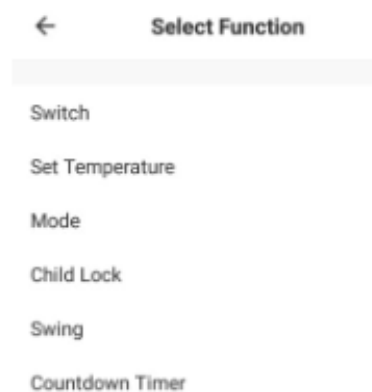 Select Function
Switch
Set Temperature
Mode
Child Lock
Swing
Countdown Timer